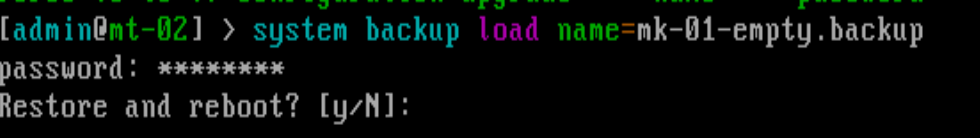 [admin@mt-02] > system backup load name=mk-01-empty.backup
password: ********
Restore and reboot? [y/N]: